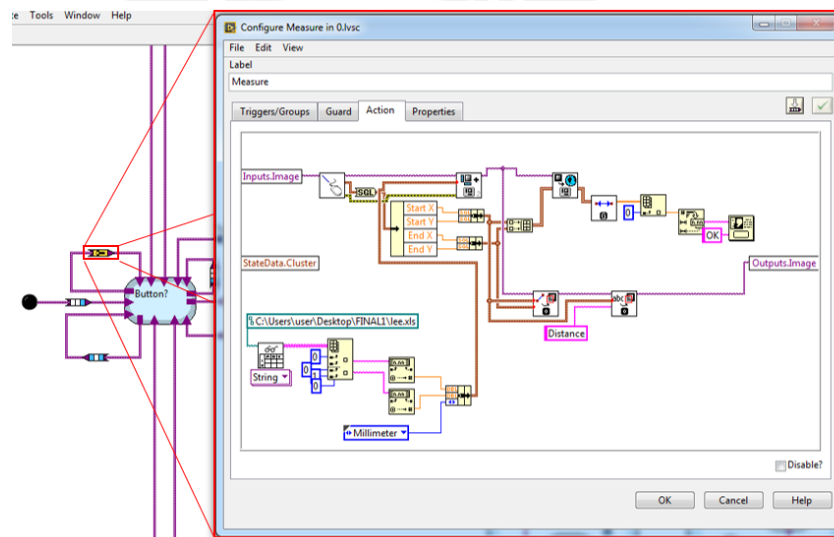 Tools Window Help
Configure Measure in 0.lvsc
File Edit View
Label
Measure
Triggers/Groups Guard Action Properties
Inputs.Image
SGL
Start X
Start Y
End X
End Y
0
OK
StateData.Cluster
Outputs.Image
Button?
abc
Distance
C:\Users\user\Desktop\FINAL1\lee.xls
String
0
0
1
0
Millimeter
Disable?
OK Cancel Help